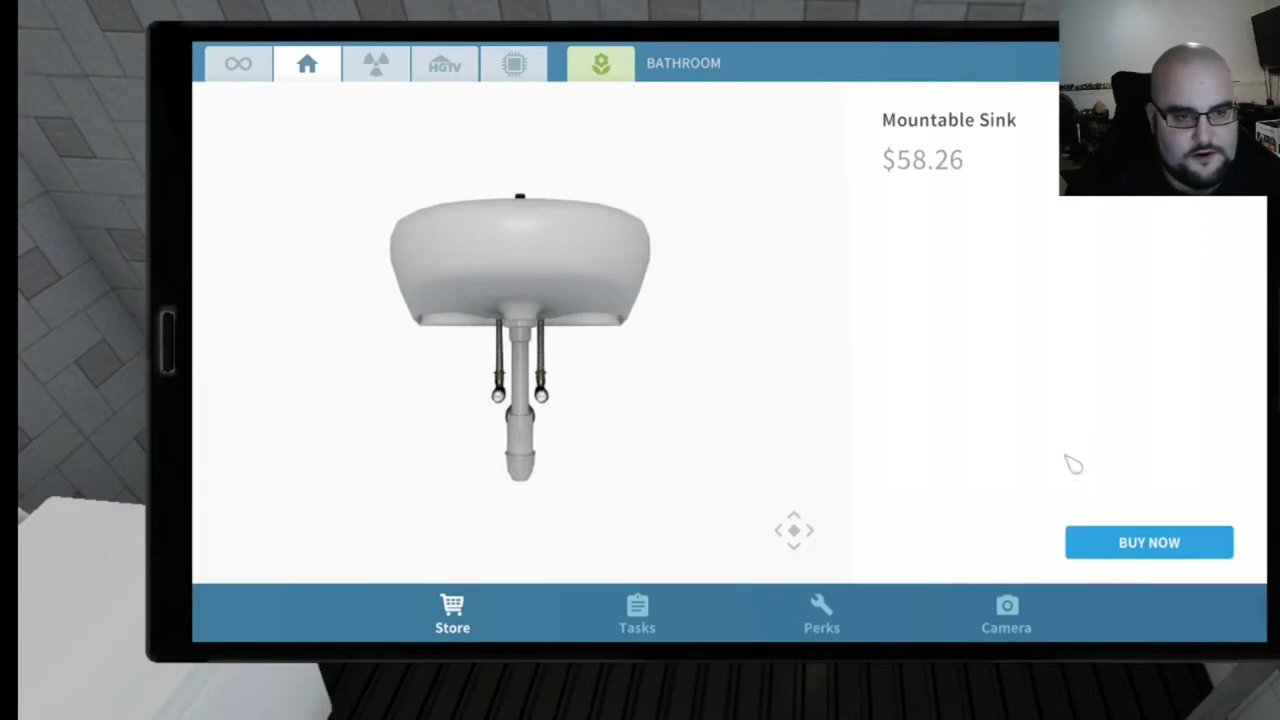 HGTV
BATHROOM
Mountable Sink
$58.26
BUY NOW
Store
Tasks
Perks
Camera